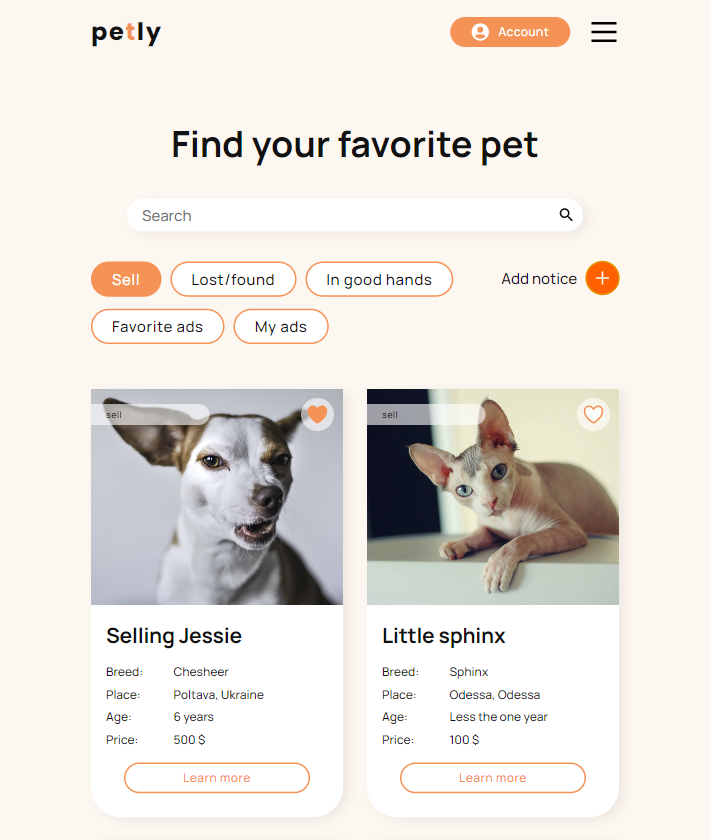 petly
Account
Find your favorite pet
Search
Sell
Lost/found
In good hands
Add notice
Favorite ads
My ads
sell
Selling Jessie
Breed: Chesheer
Place: Poltava, Ukraine
Age: 6 years
Price: 500 $
Learn more
sell
Little sphinx
Breed: Sphinx
Place: Odessa, Odessa
Age: Less the one year
Price: 100 $
Learn more